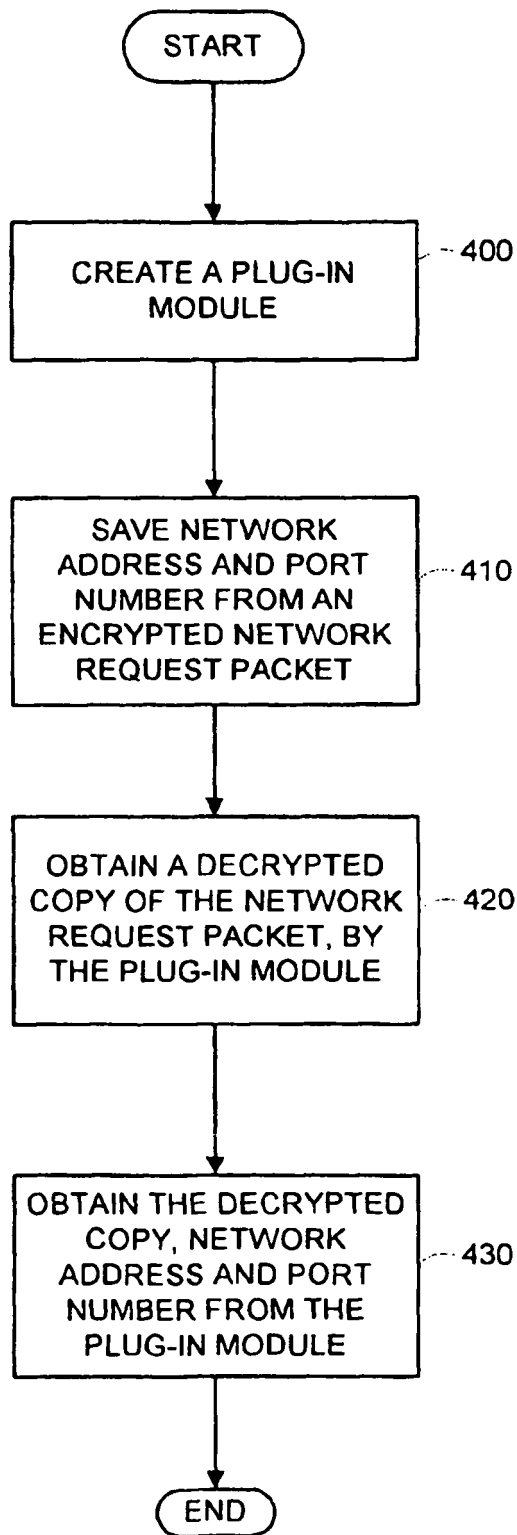 START
CREATE A PLUG-IN
MODULE
400
SAVE NETWORK
ADDRESS AND PORT
NUMBER FROM AN
ENCRYPTED NETWORK
REQUEST PACKET
410
OBTAIN A DECRYPTED
COPY OF THE NETWORK
REQUEST PACKET, BY
THE PLUG-IN MODULE
420
OBTAIN THE DECRYPTED
COPY, NETWORK
ADDRESS AND PORT
NUMBER FROM THE
PLUG-IN MODULE
430
END